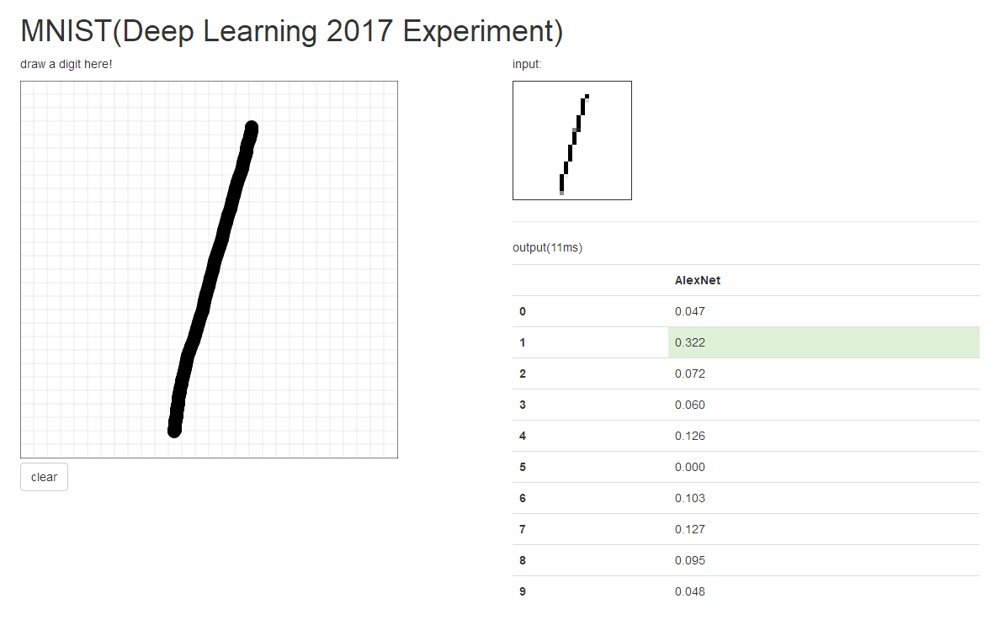 MNIST(Deep Learning 2017 Experiment)
draw a digit here!
clear
input:
output(11ms)
AlexNet
0 0.047
1 0.322
2 0.072
3 0.060
4 0.126
5 0.000
6 0.103
7 0.127
8 0.095
9 0.048